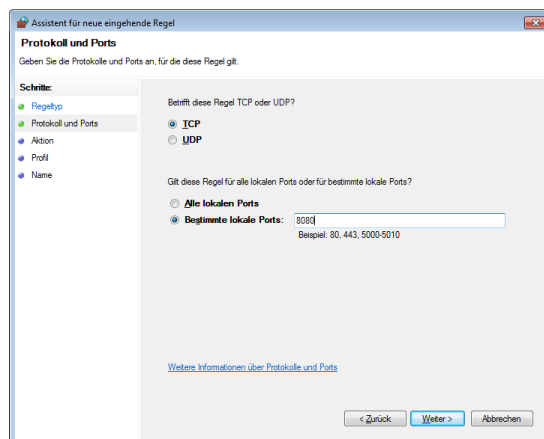 Assistent für neue eingehende Regel
Protokoll und Ports
Geben Sie die Protokolle und Ports an, für die diese Regel gilt.
Schritte:
Regeltyp
Protokoll und Ports
Aktion
Profil
Name
Betrifft diese Regel TCP oder UDP?
TCP
UDP
Gilt diese Regel für alle lokalen Ports oder für bestimmte lokale Ports?
Alle lokalen Ports
Bestimmte lokale Ports: 8080
Beispiel: 80, 443, 5000-5010
Weitere Informationen über Protokolle und Ports
< Zurück Weiter > Abbrechen